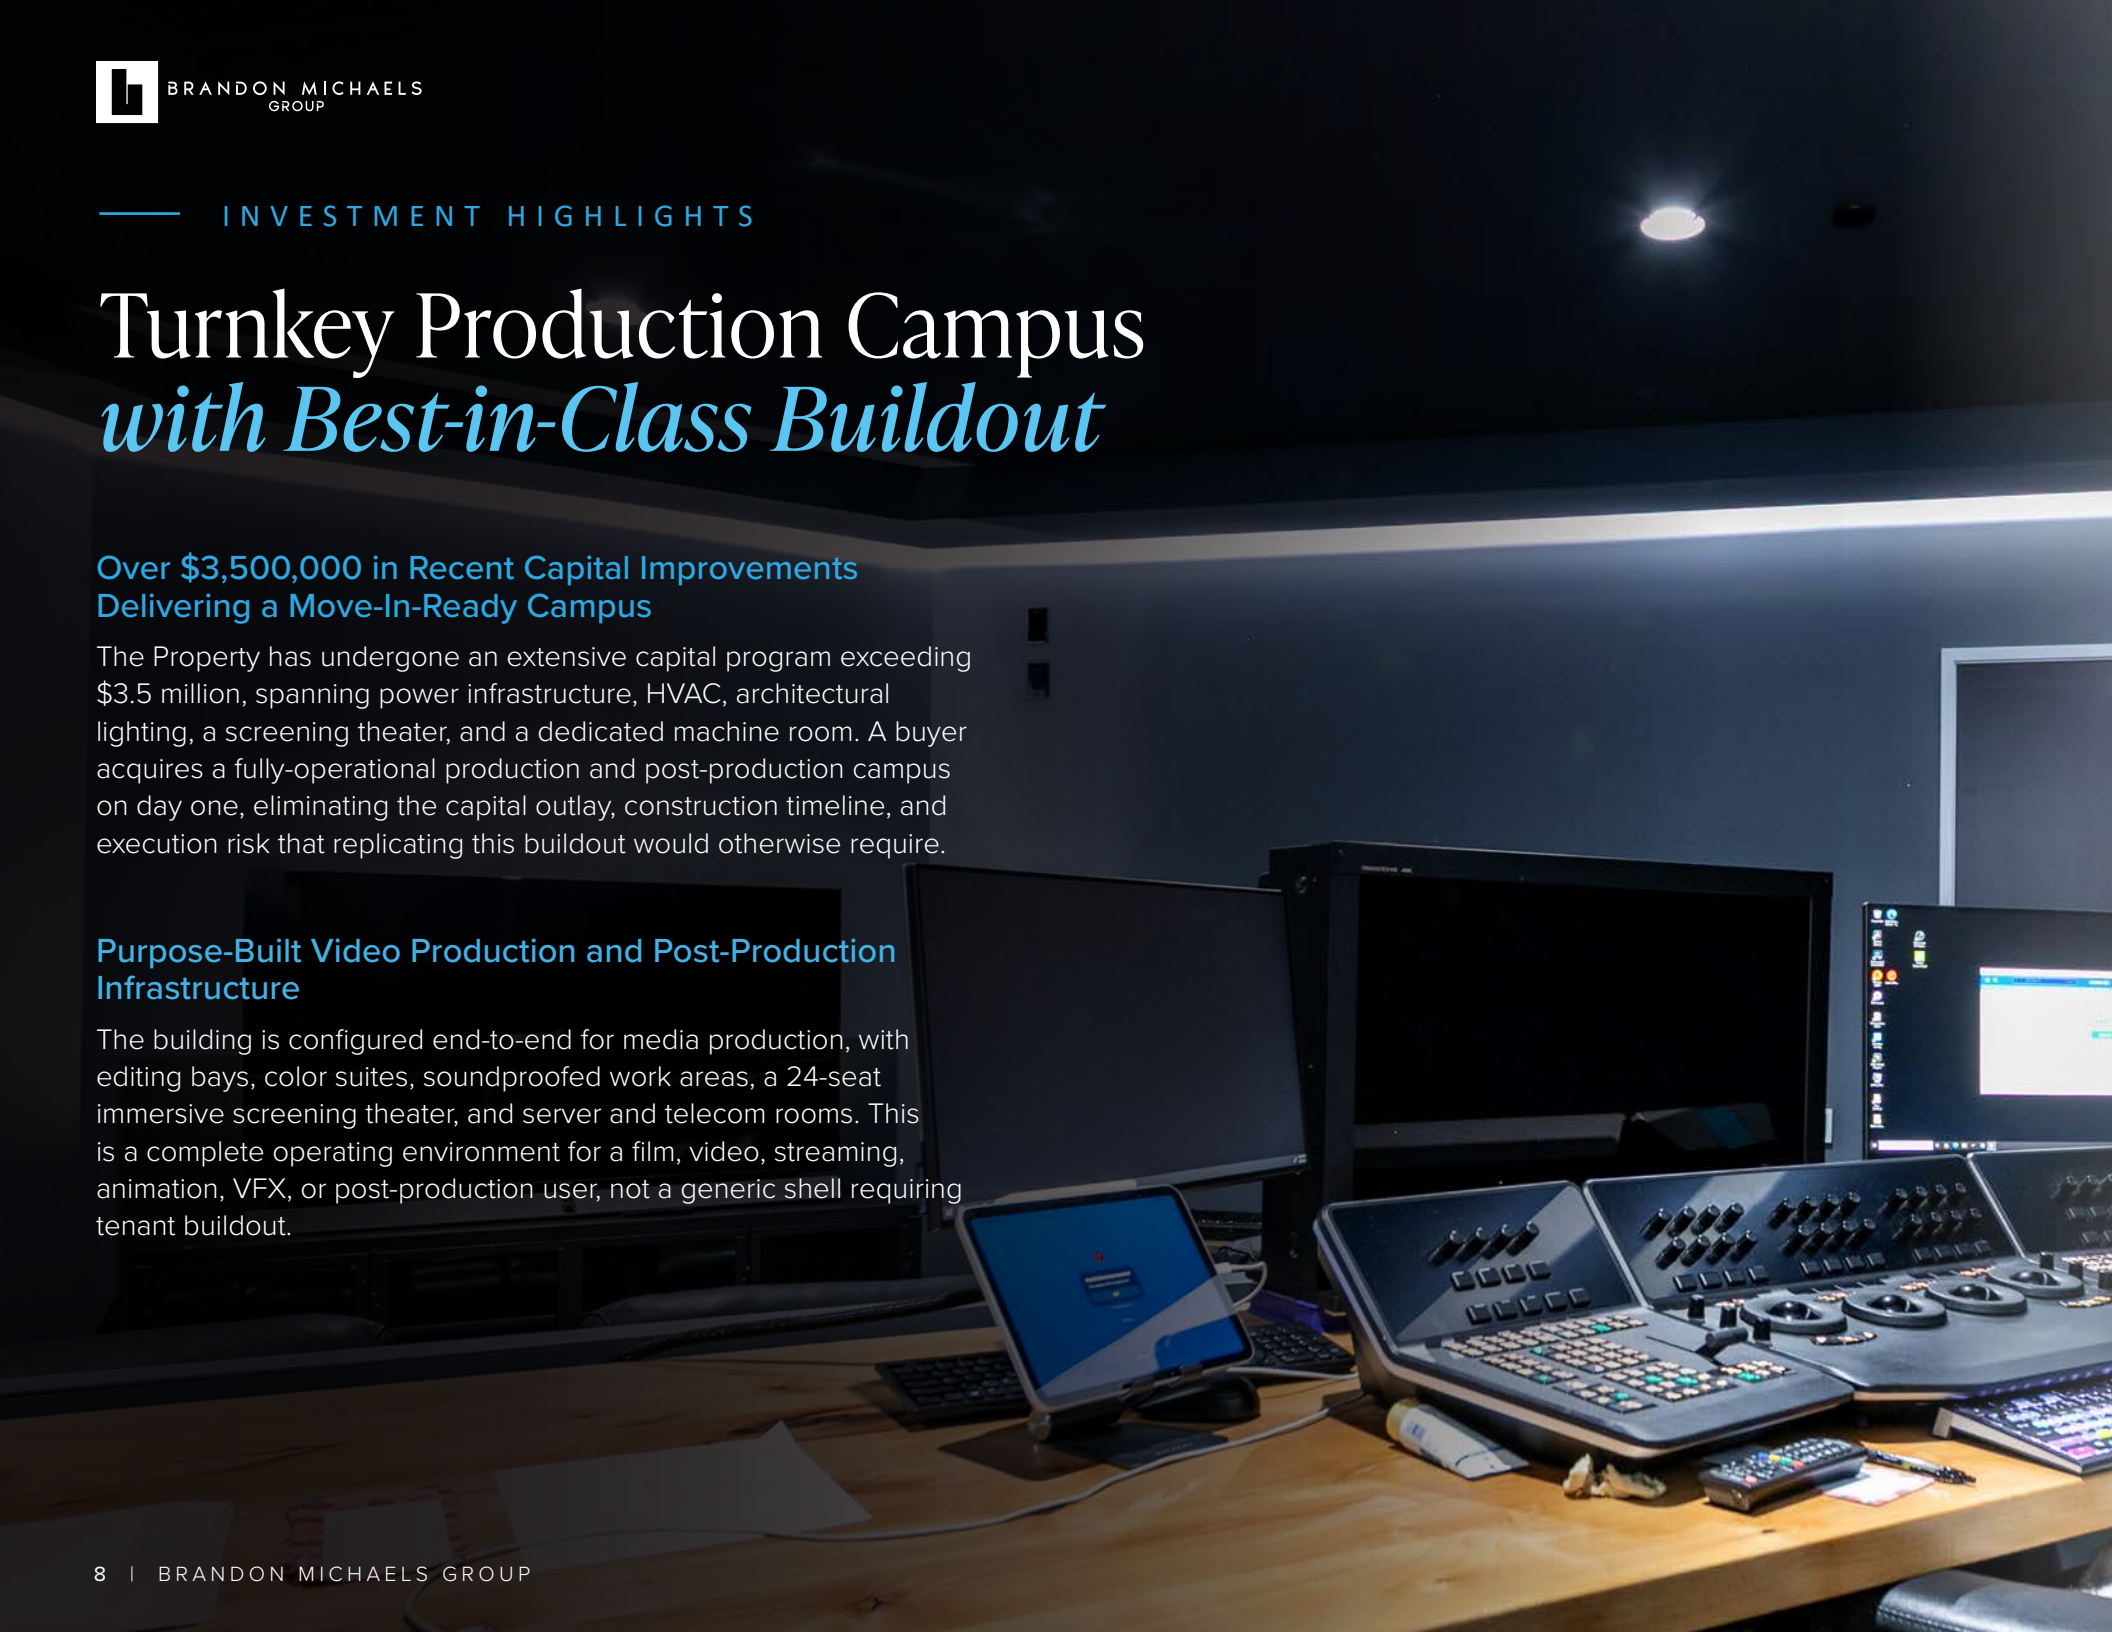 BRANDON MICHAELS
GROUP
INVESTMENT HIGHLIGHTS
Turnkey Production Campus
with Best-in-Class Buildout
Over $3,500,000 in Recent Capital Improvements
Delivering a Move-In-Ready Campus
The Property has undergone an extensive capital program exceeding
$3.5 million, spanning power infrastructure, HVAC, architectural
lighting, a screening theater, and a dedicated machine room. A buyer
acquires a fully-operational production and post-production campus
on day one, eliminating the capital outlay, construction timeline, and
execution risk that replicating this buildout would otherwise require.
Purpose-Built Video Production and Post-Production
Infrastructure
The building is configured end-to-end for media production, with
editing bays, color suites, soundproofed work areas, a 24-seat
immersive screening theater, and server and telecom rooms. This
is a complete operating environment for a film, video, streaming,
animation, VFX, or post-production user, not a generic shell requiring
tenant buildout.
8 | BRANDON MICHAELS GROUP